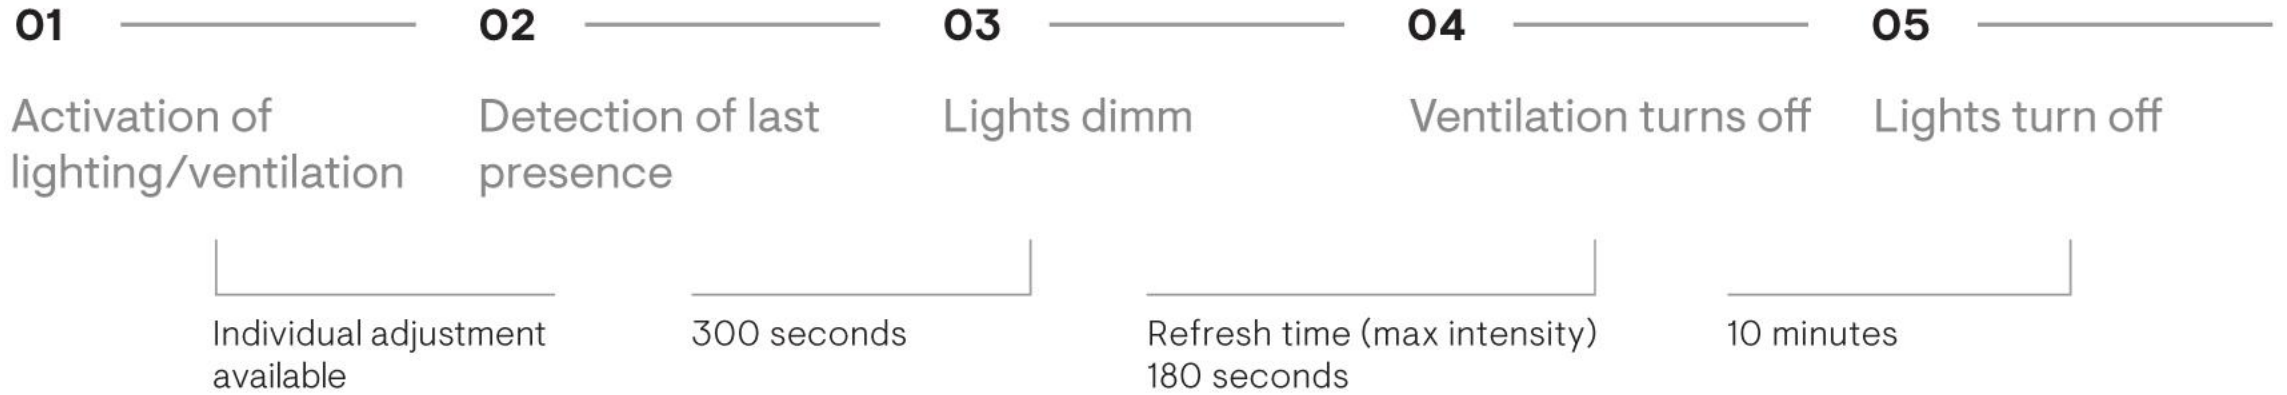 01
Activation of
lighting/ventilation
02
Detection of last
presence
03
Lights dimm
04
Ventilation turns off
05
Lights turn off
Individual adjustment
available
300 seconds
Refresh time (max intensity)
180 seconds
10 minutes